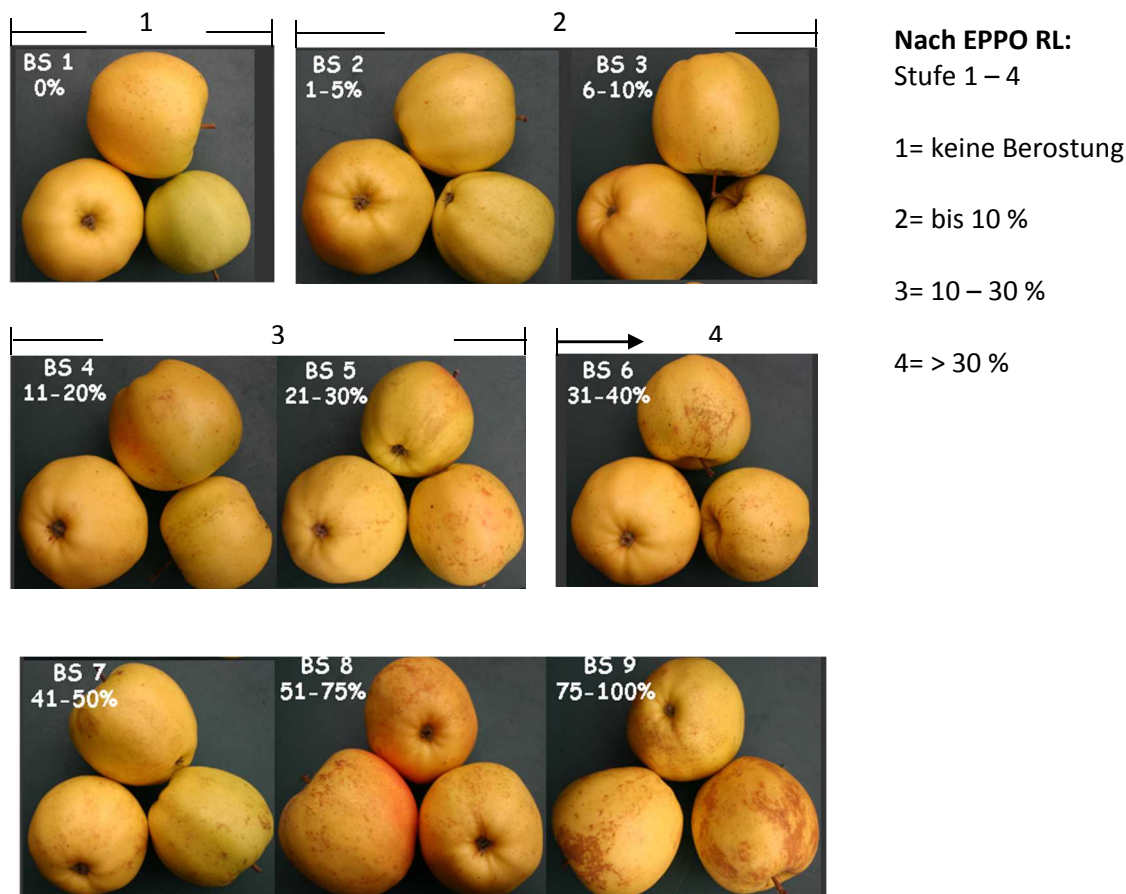 1
2
BS 1
0%
BS 2
1-5%
BS 3
6-10%
Nach EPPO RL:
Stufe 1 – 4
1= keine Berostung
2= bis 10 %
3= 10 – 30 %
4= > 30 %
3
4
BS 4
11-20%
BS 5
21-30%
BS 6
31-40%
BS 7
41-50%
BS 8
51-75%
BS 9
75-100%